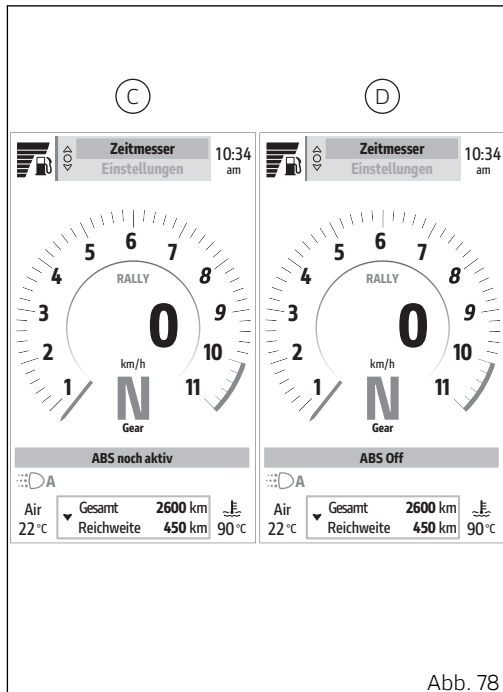 C
D
Zeitmesser
Einstellungen
10:34
am
1
2
3
4
5
6
7
8
9
10
11
RALLY
0
km/h
N
Gear
ABS noch aktiv
A
Air
22 °C
Gesamt 2600 km
Reichweite 450 km
90 °C
Zeitmesser
Einstellungen
10:34
am
1
2
3
4
5
6
7
8
9
10
11
RALLY
0
km/h
N
Gear
ABS Off
A
Air
22 °C
Gesamt 2600 km
Reichweite 450 km
90 °C
Abb. 78